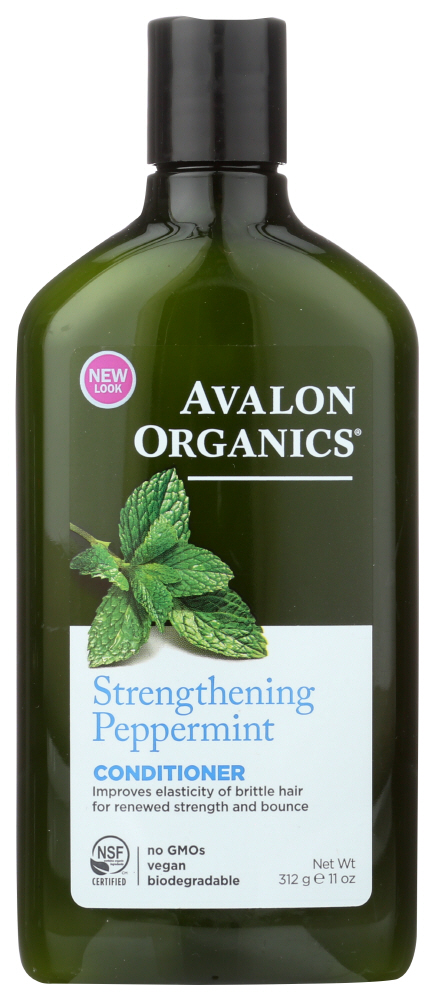 NEW
LOOK
AVALON
ORGANICS®
Strengthening
Peppermint
CONDITIONER
Improves elasticity of brittle hair
for renewed strength and bounce
NSF
CERTIFIED
no GMOs
vegan
biodegradable
Net Wt
312 g ℮ 11 oz